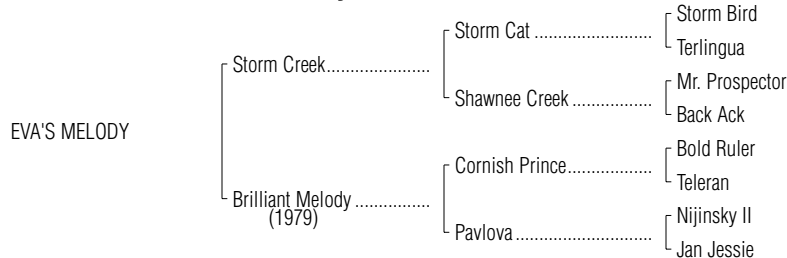 Storm Bird
Storm Cat ........................
Terlingua
Storm Creek......................
Mr. Prospector
Shawnee Creek .................
Back Ack
EVA'S MELODY
Bold Ruler
Cornish Prince..................
Teleran
Brilliant Melody ................
(1979)
Nijinsky II
Pavlova .............................
Jan Jessie